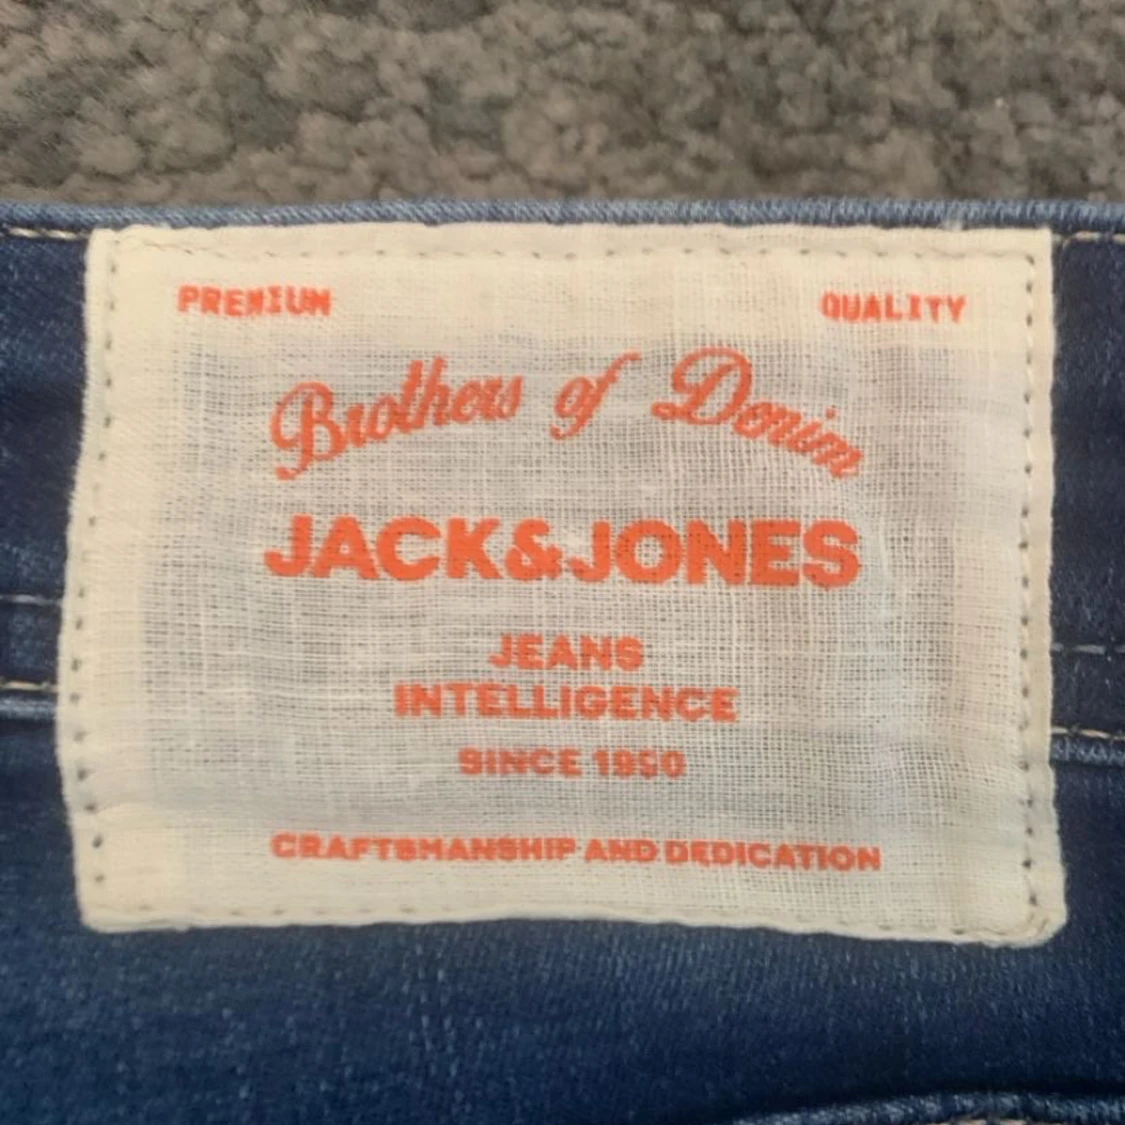 PREMIUM QUALITY
Brothers of Denim
JACK&JONES
JEANS
INTELLIGENCE
SINCE 1990
CRAFTSMANSHIP AND DEDICATION